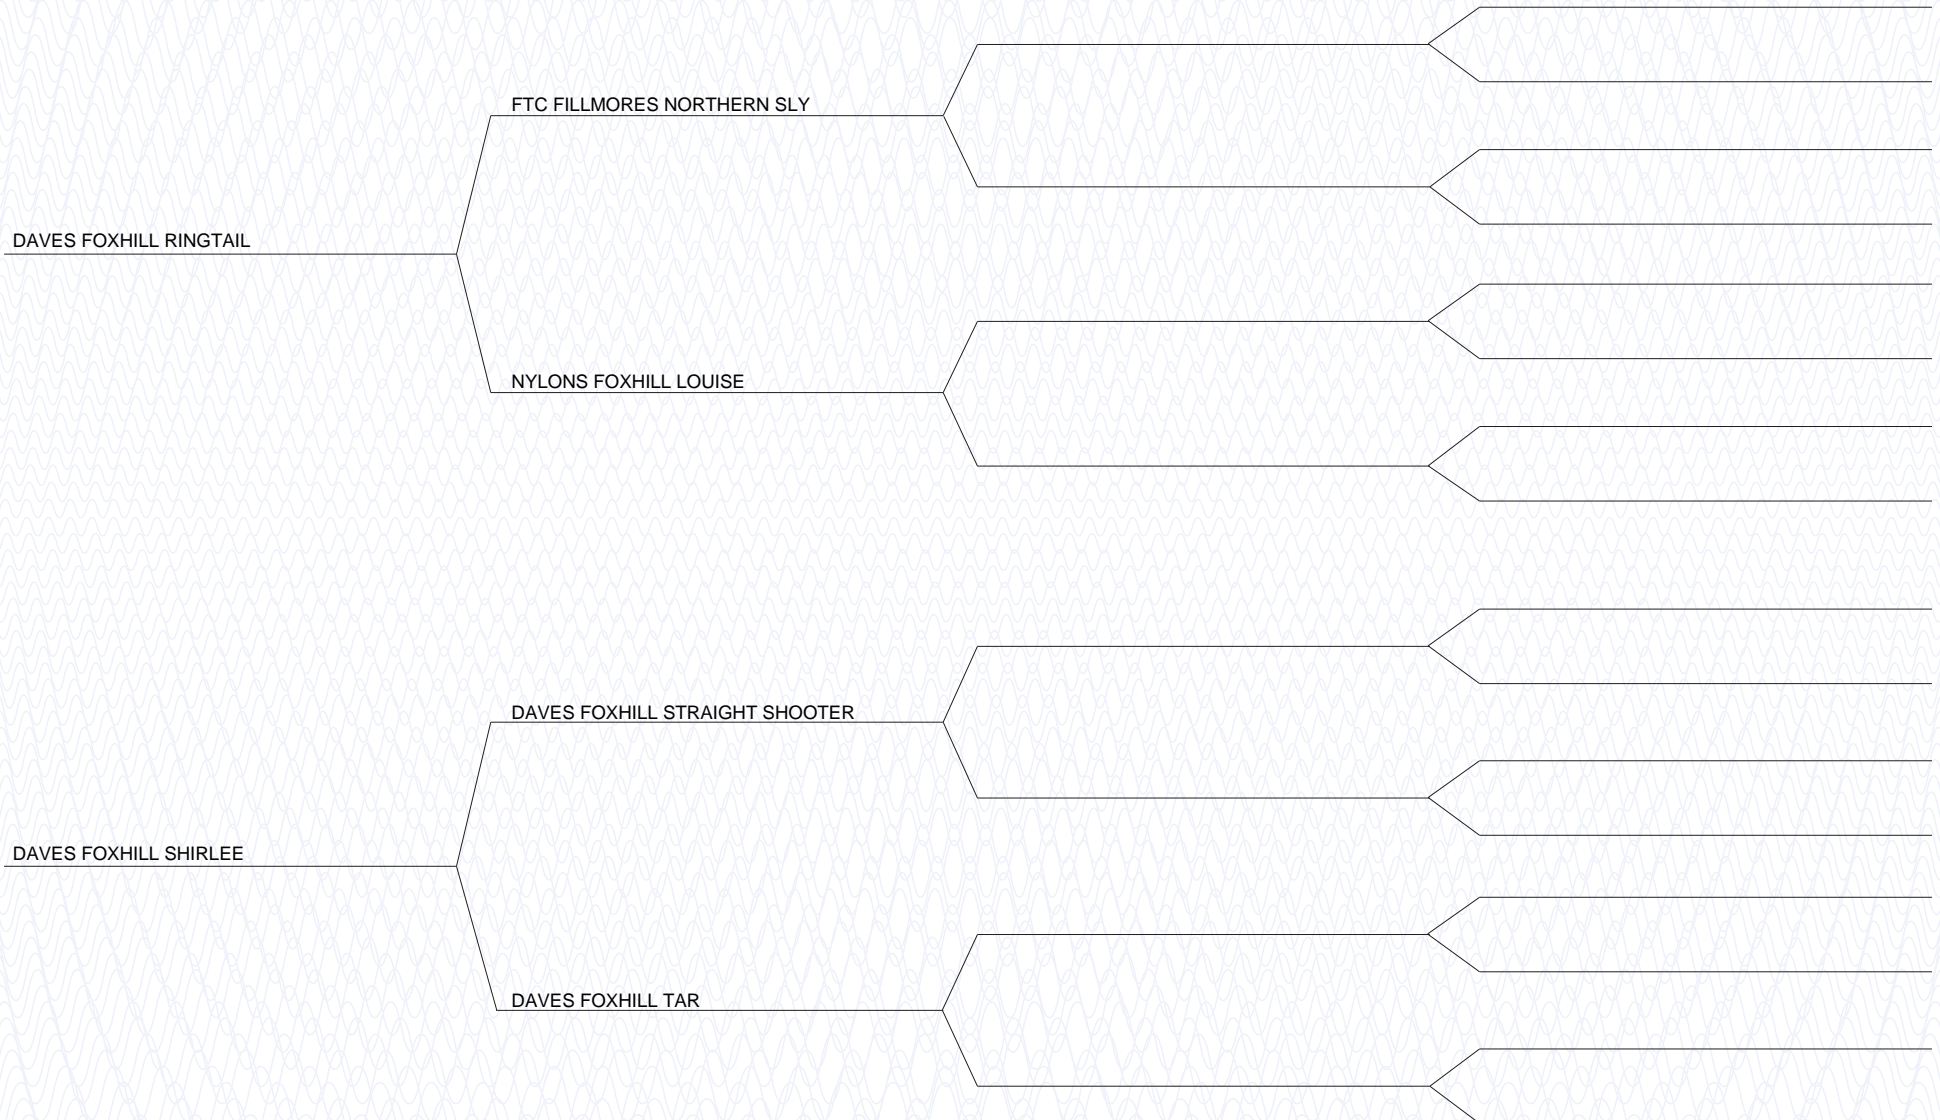 FTC FILLMORES NORTHERN SLY
DAVES FOXHILL RINGTAIL
NYLONS FOXHILL LOUISE
DAVES FOXHILL STRAIGHT SHOOTER
DAVES FOXHILL SHIRLEE
DAVES FOXHILL TAR